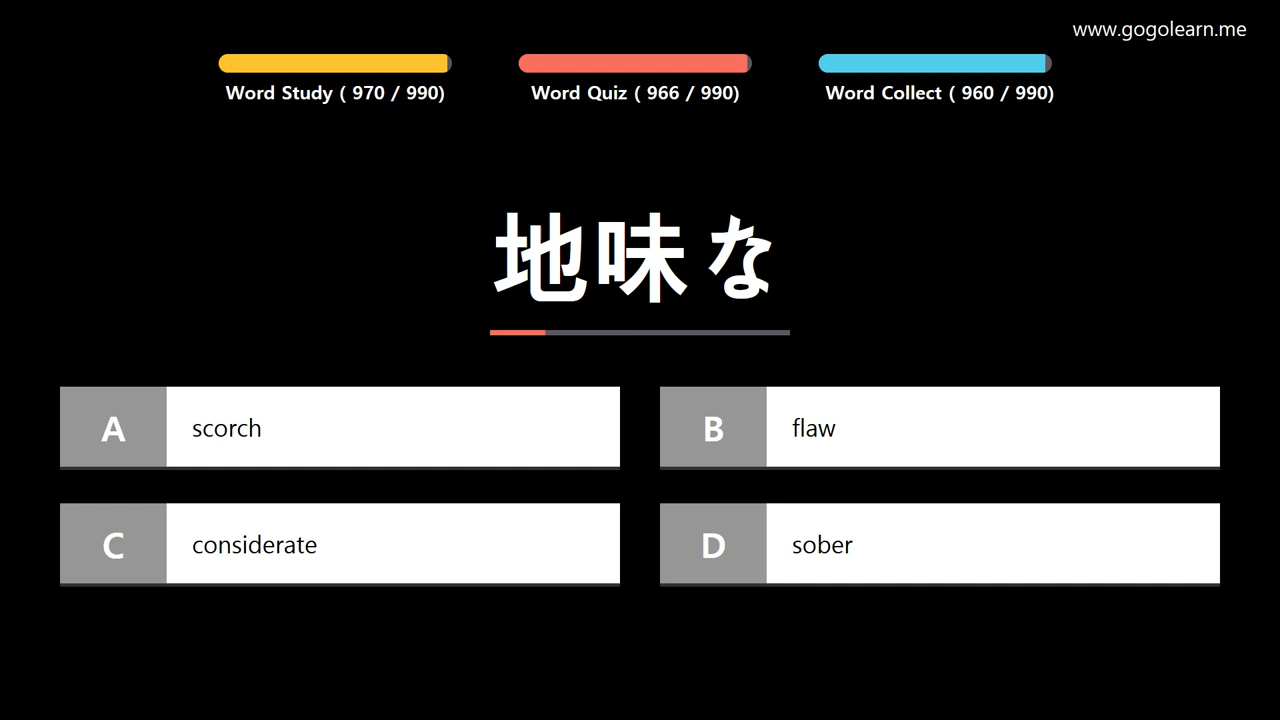 www.gogolearn.me
Word Study ( 970 / 990)
Word Quiz ( 966 / 990)
Word Collect ( 960 / 990)
地味な
A scorch
B flaw
C considerate
D sober